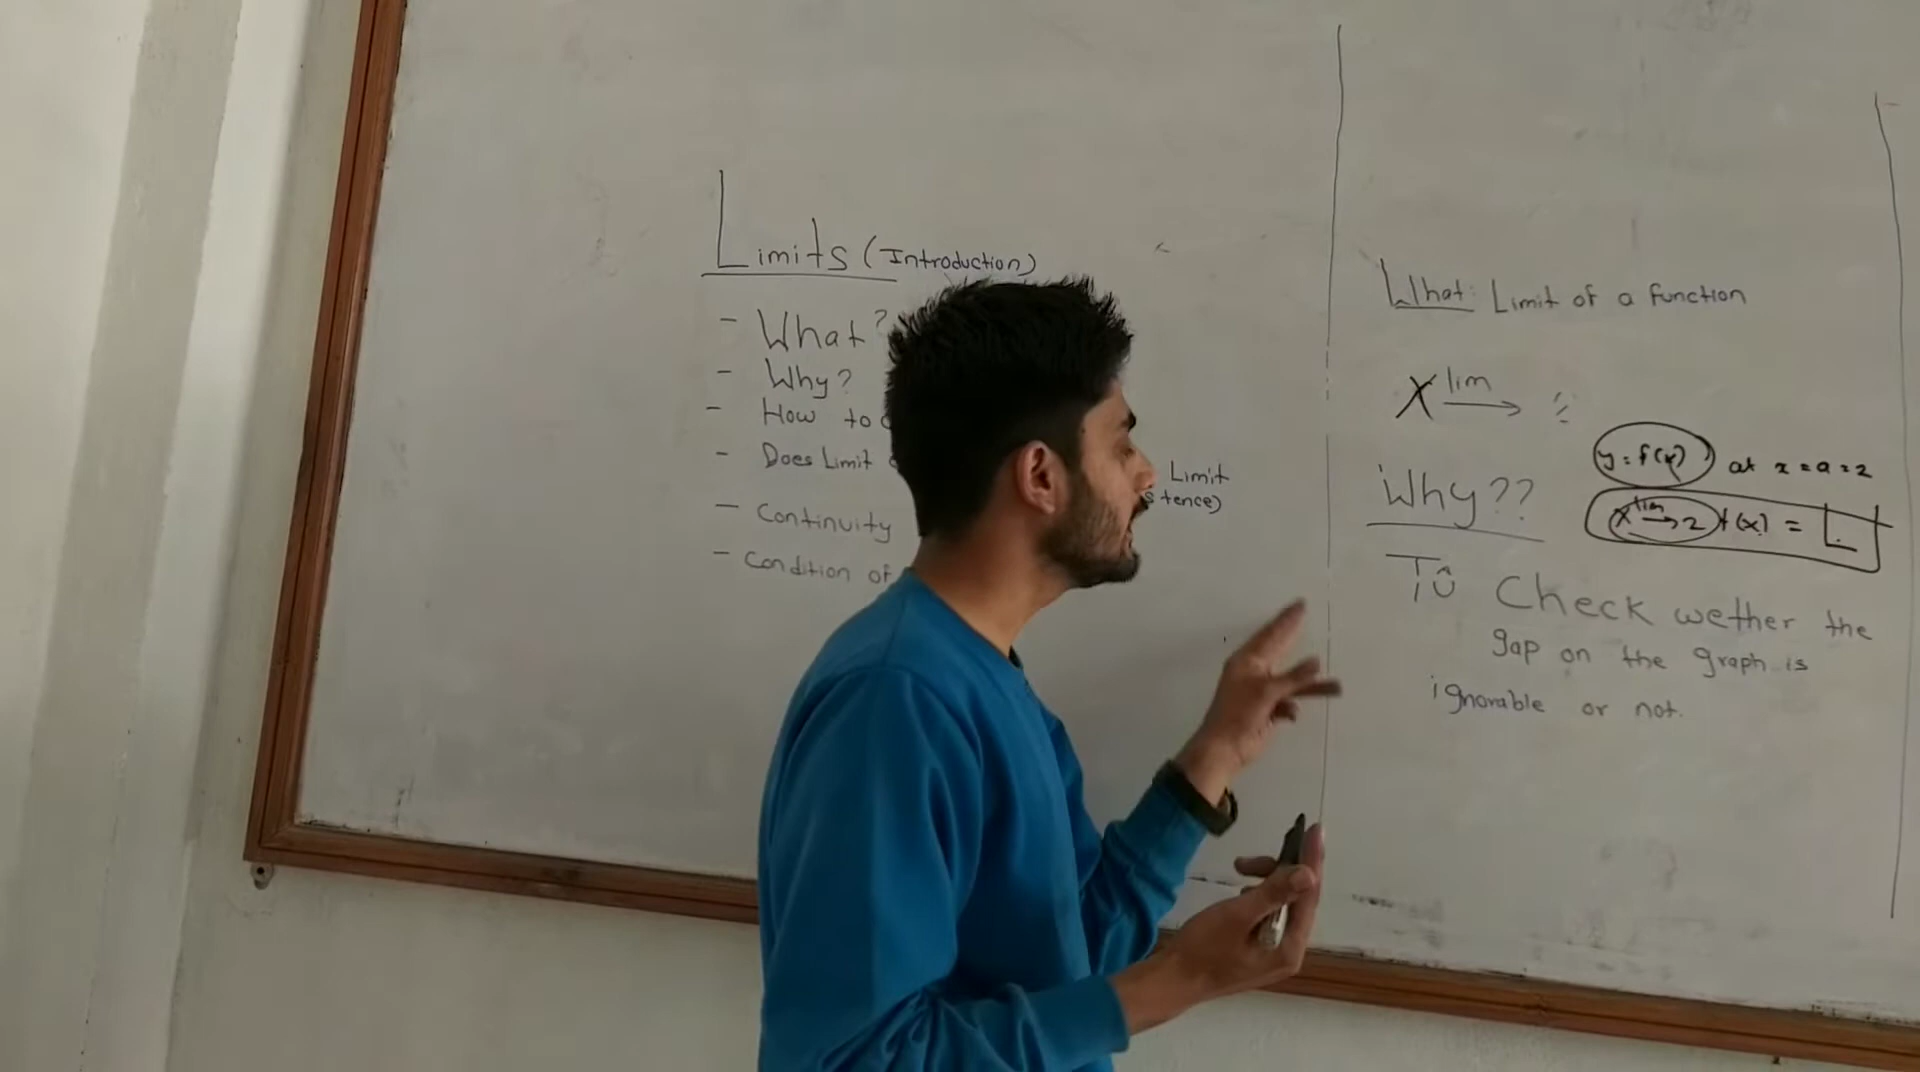 Limits (Introduction)
- What?
- Why?
- How to
- Does Limit
Limit
stence)
- Continuity
- Condition of
What: Limit of a function
x lim →
y = f(x) at x = a = 2
Why??
x lim → 2 f(x) = L
To Check wether the
gap on the graph is
ignorable or not.